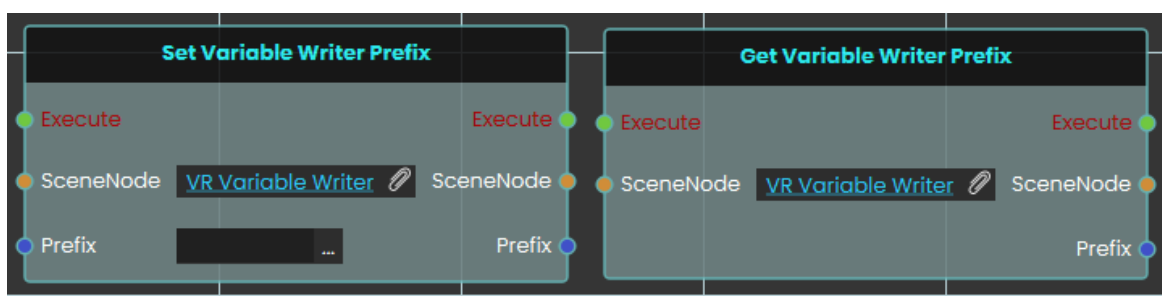 Set Variable Writer Prefix
Execute Execute
SceneNode VR Variable Writer SceneNode
Prefix ... Prefix
Get Variable Writer Prefix
Execute Execute
SceneNode VR Variable Writer SceneNode
Prefix